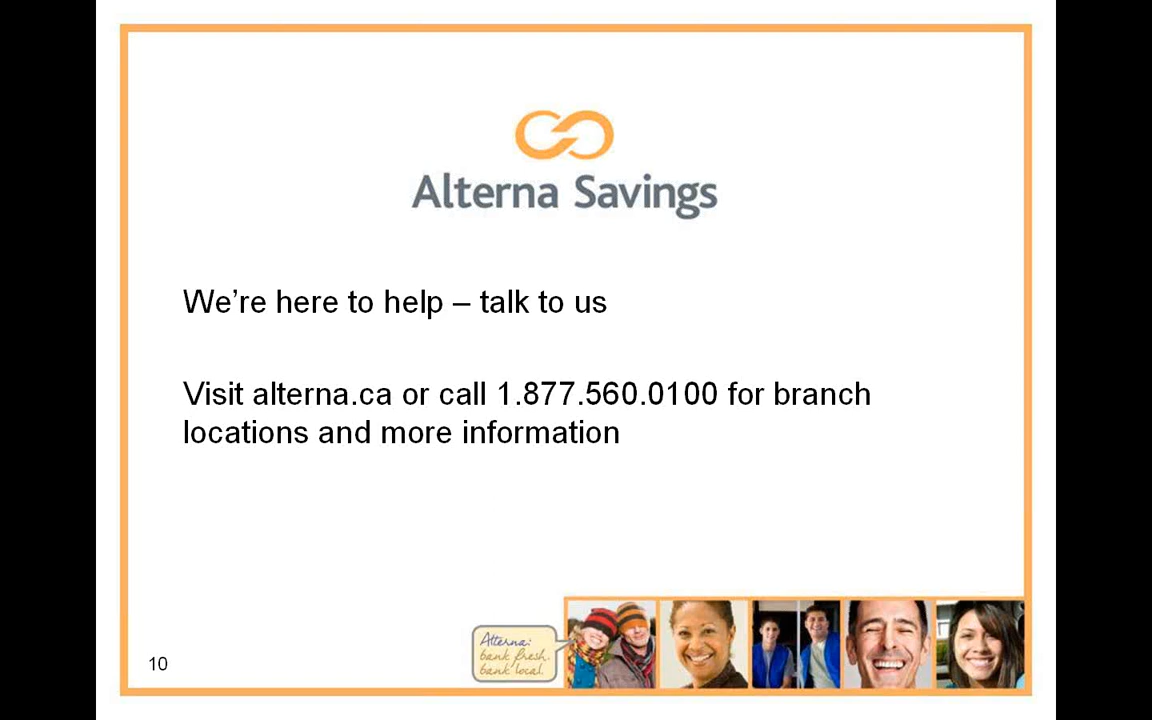 Alterna Savings
We’re here to help – talk to us
Visit alterna.ca or call 1.877.560.0100 for branch
locations and more information
Alterna:
bank fresh.
bank local.
10